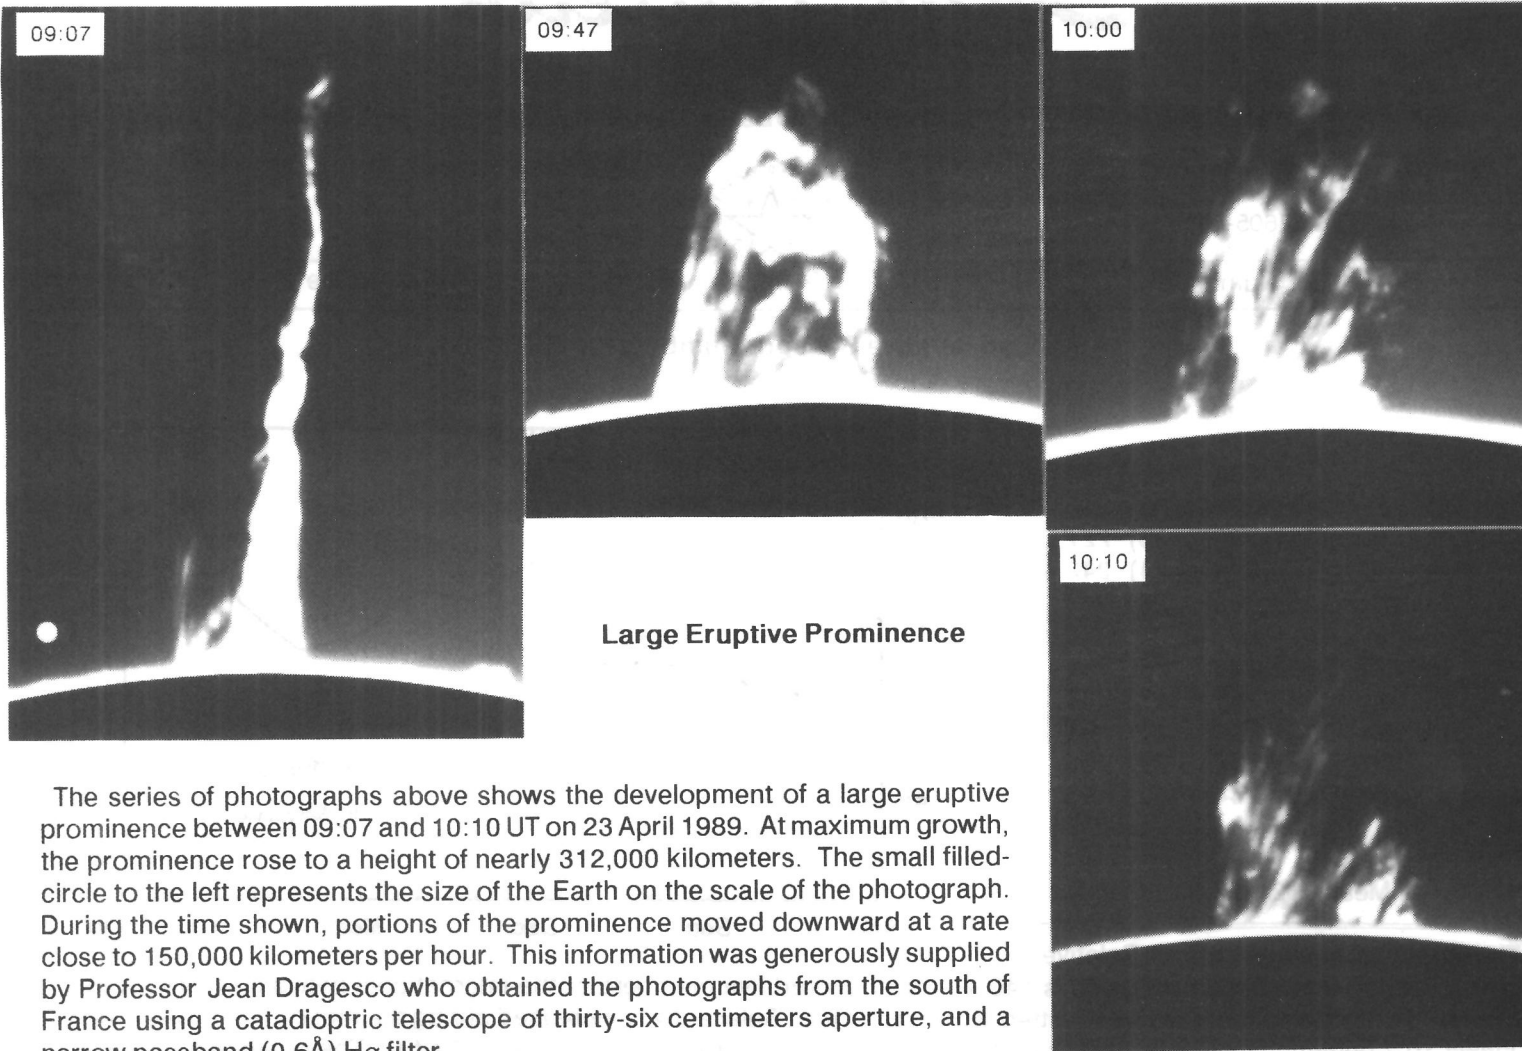 09:07
09:47
10:00
10:10
Large Eruptive Prominence
The series of photographs above shows the development of a large eruptive
prominence between 09:07 and 10:10 UT on 23 April 1989. At maximum growth,
the prominence rose to a height of nearly 312,000 kilometers. The small filled-
circle to the left represents the size of the Earth on the scale of the photograph.
During the time shown, portions of the prominence moved downward at a rate
close to 150,000 kilometers per hour. This information was generously supplied
by Professor Jean Dragesco who obtained the photographs from the south of
France using a catadioptric telescope of thirty-six centimeters aperture, and a
(0.6Å) Hα filter